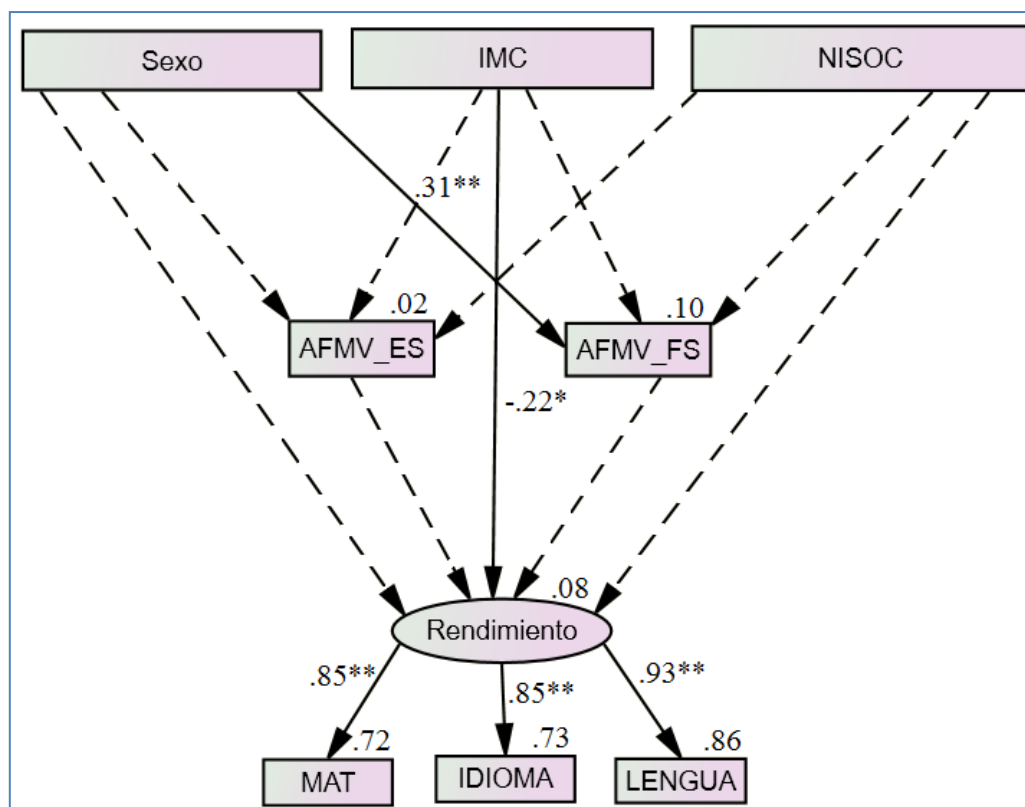 Sexo
IMC
NISOC
.31**
.02
.10
AFMV_ES
AFMV_FS
-.22*
.08
Rendimiento
.85**
.85**
.93**
.72
.73
.86
MAT
IDIOMA
LENGUA